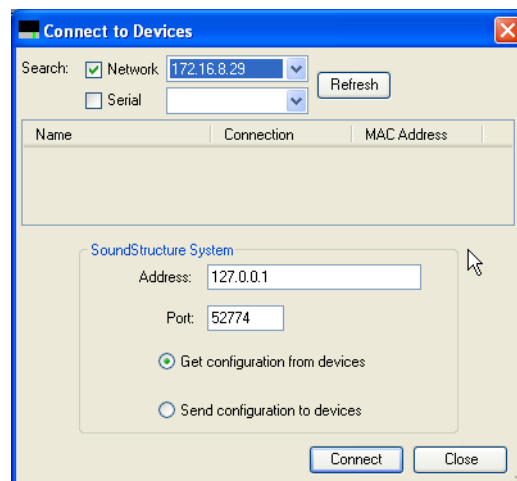 Connect to Devices
Search: Network 172.16.8.29
Refresh
Serial
Name Connection MAC Address
SoundStructure System
Address: 127.0.0.1
Port: 52774
Get configuration from devices
Send configuration to devices
Connect Close